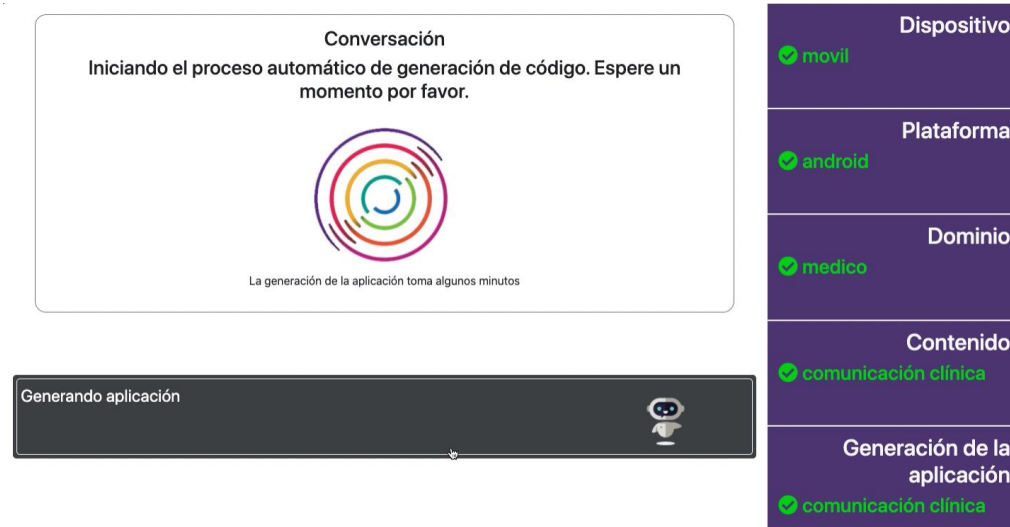 Conversación
Iniciando el proceso automático de generación de código. Espere un
momento por favor.
La generación de la aplicación toma algunos minutos
Generando aplicación
Dispositivo
movil
Plataforma
android
Dominio
medico
Contenido
comunicación clínica
Generación de la
aplicación
comunicación clínica